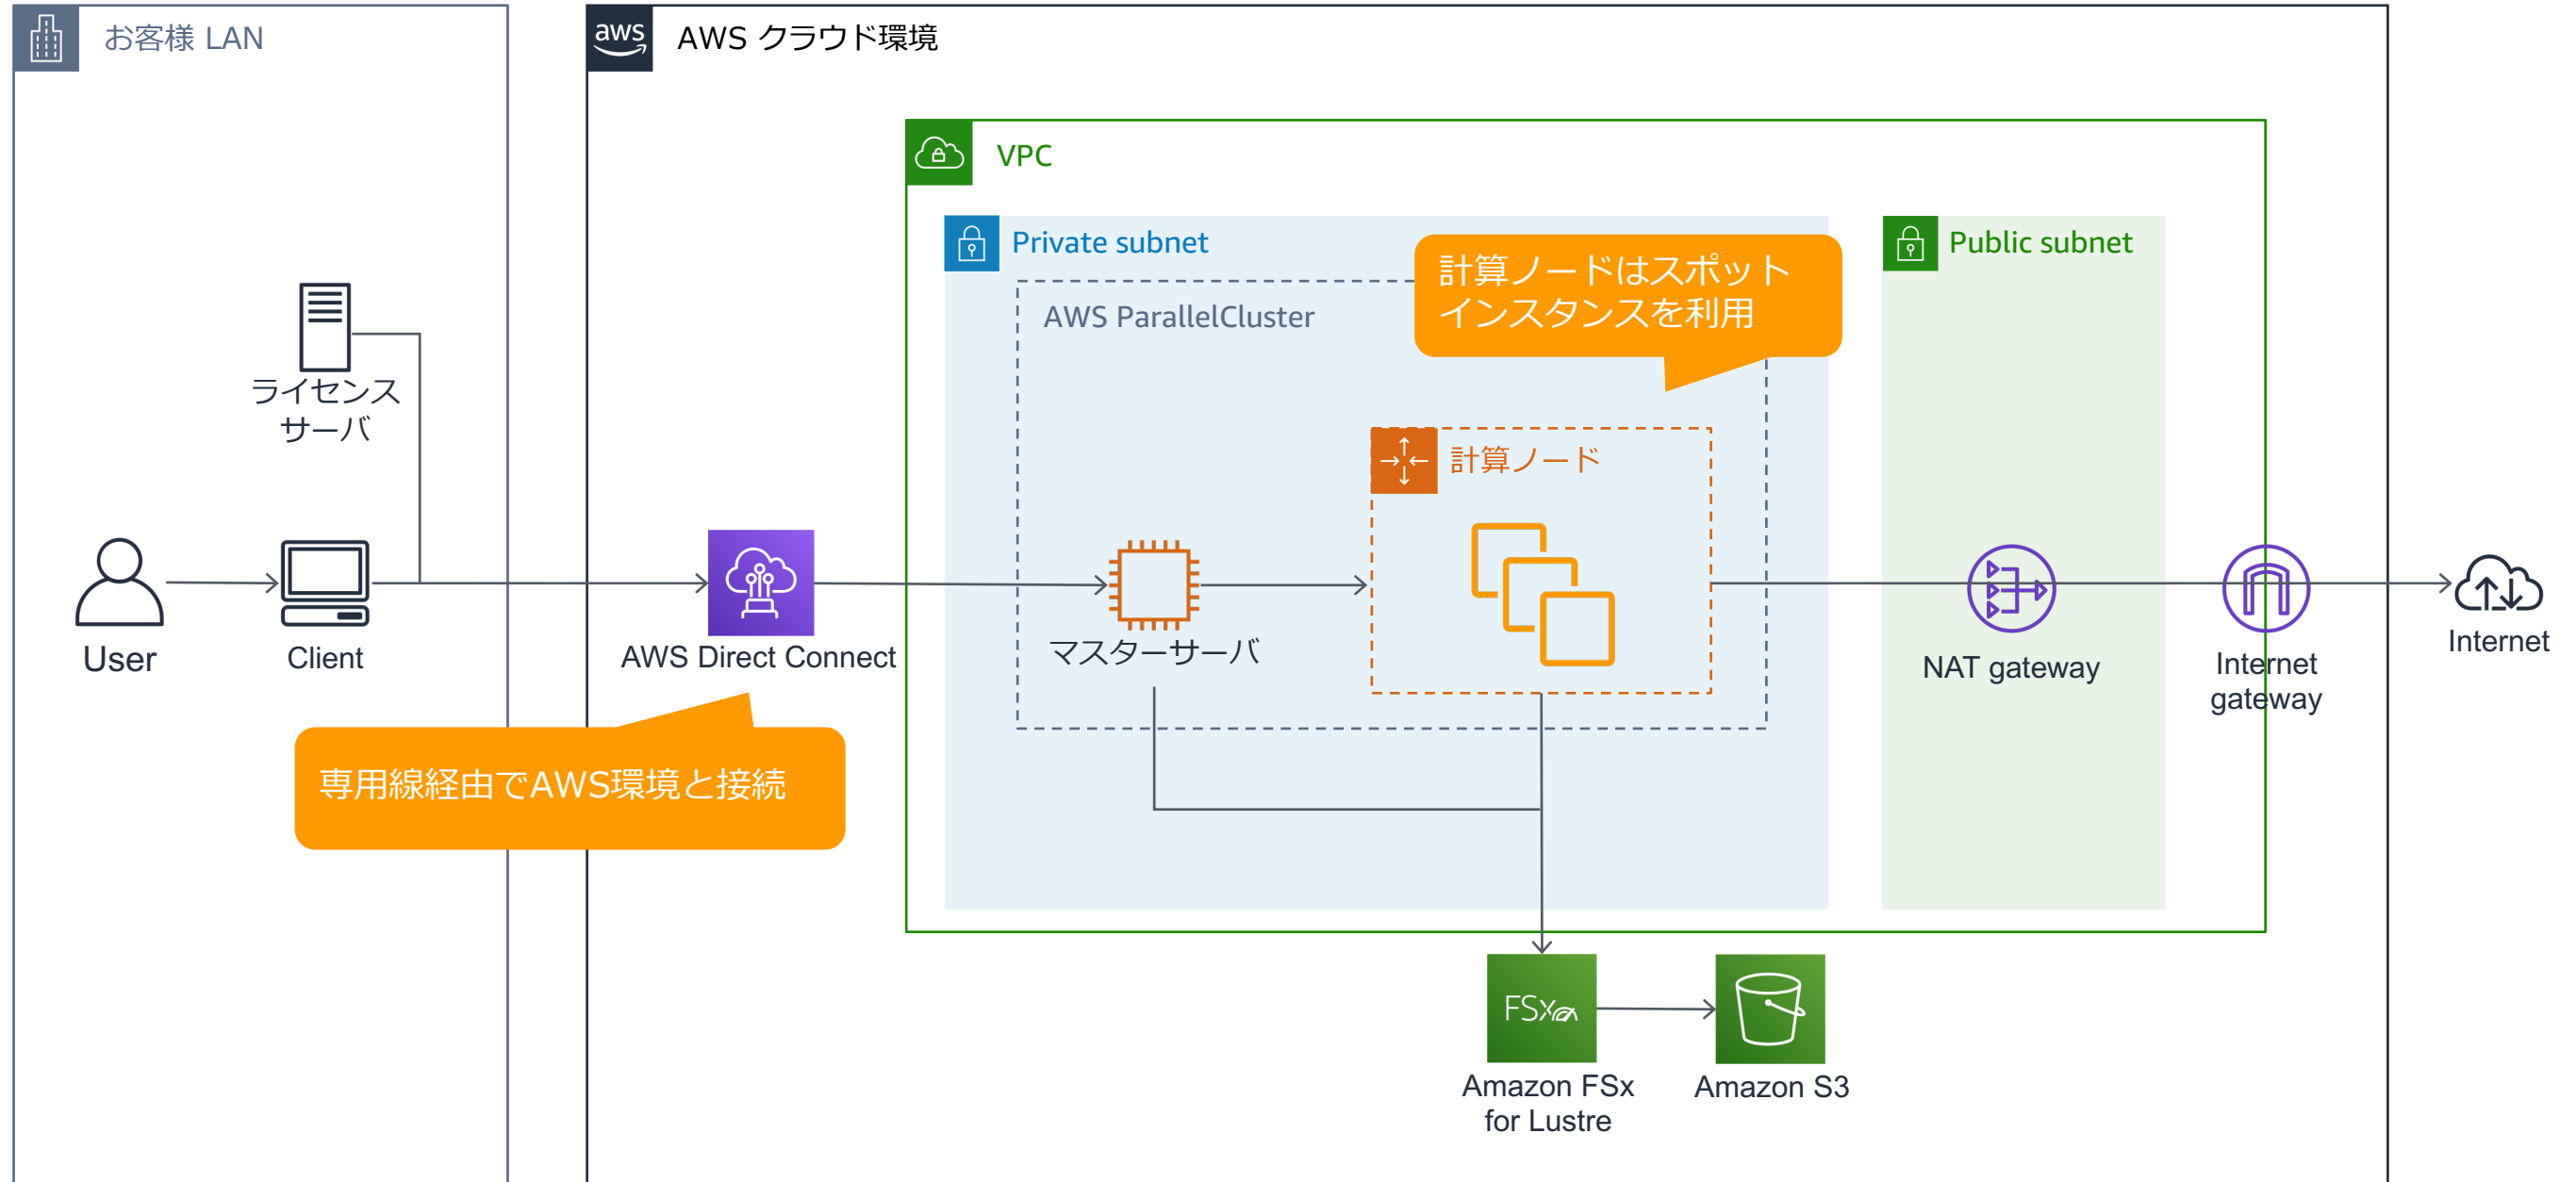 お客様 LAN
aws
AWS クラウド環境
VPC
Private subnet
Public subnet
計算ノードはスポット
インスタンスを利用
AWS ParallelCluster
ライセンス
サーバ
計算ノード
User
Client
AWS Direct Connect
マスターサーバ
NAT gateway
Internet
gateway
Internet
専用線経由でAWS環境と接続
FSx
Amazon FSx
for Lustre
Amazon S3